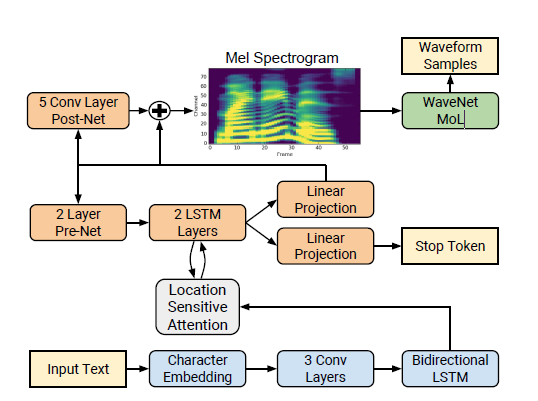 Waveform
Samples
Mel Spectrogram
5 Conv Layer
Post-Net
70
60
50
40
30
20
10
0
Channel
0 10 20 30 40 50
Frame
WaveNet
MoL
2 Layer
Pre-Net
2 LSTM
Layers
Linear
Projection
Linear
Projection
Stop Token
Location
Sensitive
Attention
Input Text
Character
Embedding
3 Conv
Layers
Bidirectional
LSTM